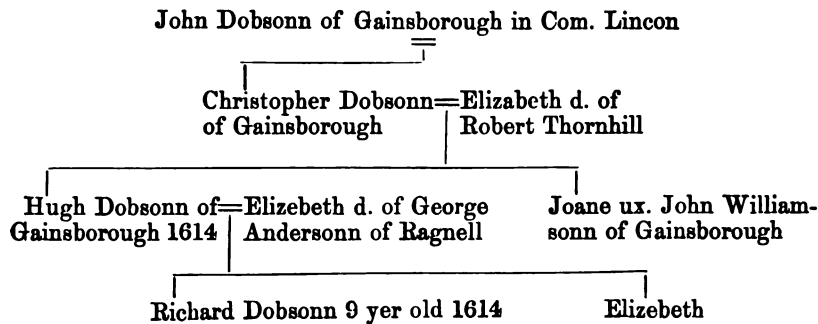 John Dobsonn of Gainsborough in Com. Lincon
Christopher Dobsonn=Elizabeth d. of
of Gainsborough Robert Thornhill
Hugh Dobsonn of=Elizebeth d. of George Joane ux. John William-
Gainsborough 1614 Andersonn of Ragnell sonn of Gainsborough
Richard Dobsonn 9 yer old 1614 Elizebeth